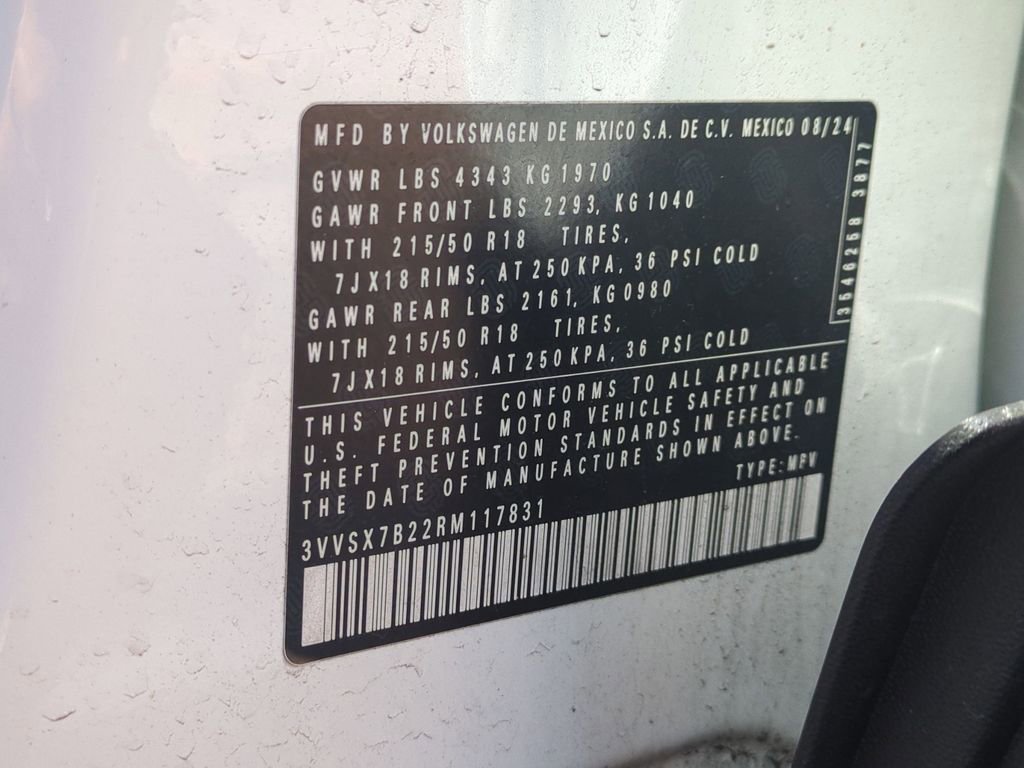 MFD BY VOLKSWAGEN DE MEXICO S.A. DE C.V. MEXICO 08/24
GVWR LBS 4343 KG 1970
GAWR FRONT LBS 2293, KG 1040
WITH 215/50 R18 TIRES,
7JX18 RIMS, AT 250 KPA, 36 PSI COLD
GAWR REAR LBS 2161, KG 0980
WITH 215/50 R18 TIRES,
7JX18 RIMS, AT 250 KPA, 36 PSI COLD
3546258 3877
THIS VEHICLE CONFORMS TO ALL APPLICABLE
U.S. FEDERAL MOTOR VEHICLE SAFETY AND
THEFT PREVENTION STANDARDS IN EFFECT ON
THE DATE OF MANUFACTURE SHOWN ABOVE.
TYPE: MPV
3VVSX7B22RM117831